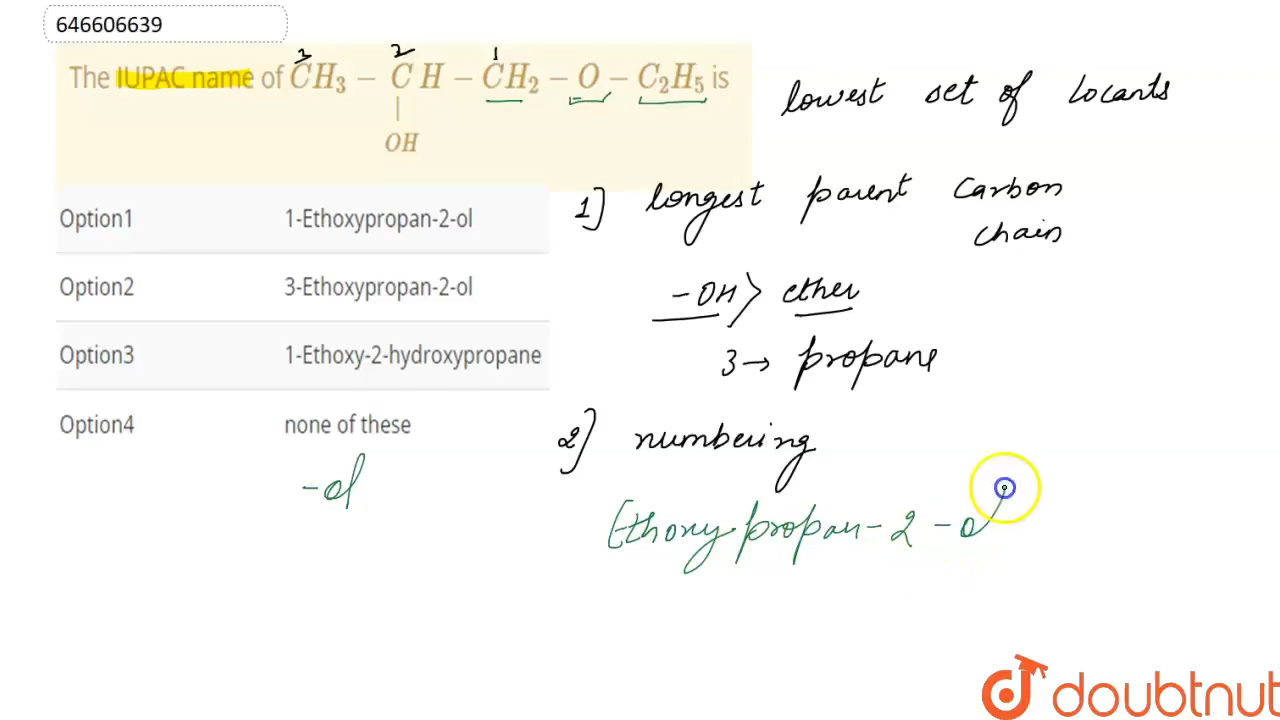 646606639
3 2 1
The IUPAC name of CH3 – CH – CH2 – O – C2H5 is
|
OH
lowest set of Locants
Option1 1-Ethoxypropan-2-ol
Option2 3-Ethoxypropan-2-ol
Option3 1-Ethoxy-2-hydroxypropane
Option4 none of these
1] longest parent Carbon
chain
-OH > ether
3 → propane
2] numbering
-ol
Ethoxy propan-2-ol
doubtnut